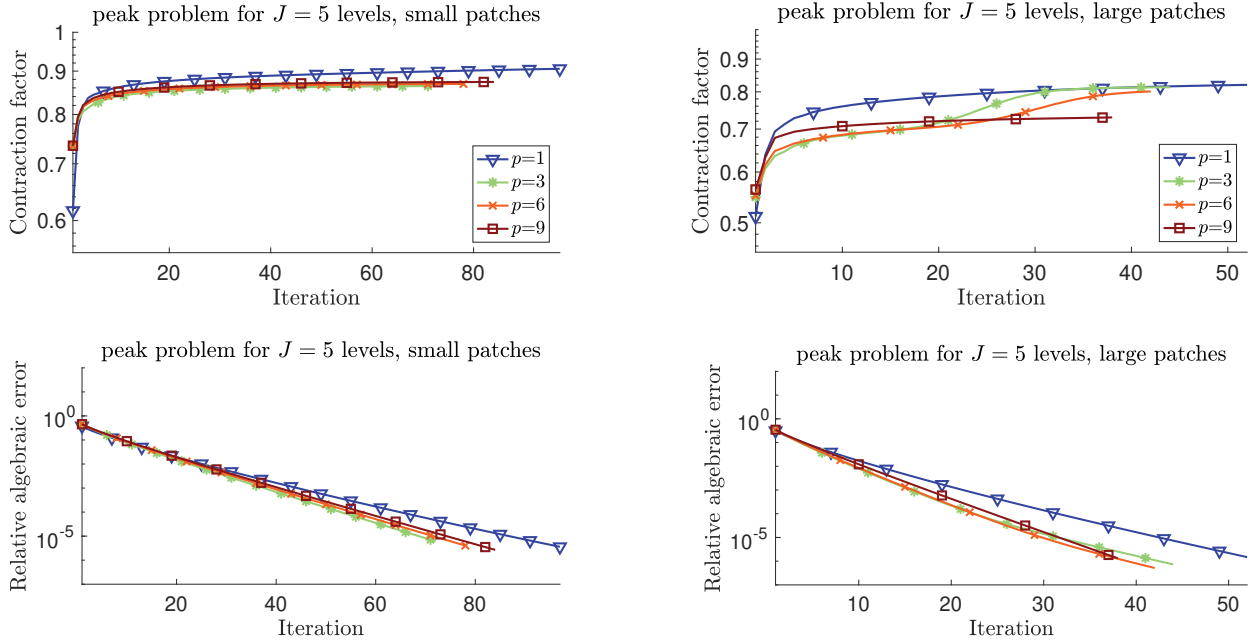 peak problem for J = 5 levels, small patches
Contraction factor
1
0.9
0.8
0.7
0.6
p=1
p=3
p=6
p=9
20 40 60 80
Iteration
peak problem for J = 5 levels, large patches
Contraction factor
0.9
0.8
0.7
0.6
0.5
p=1
p=3
p=6
p=9
10 20 30 40 50
Iteration
peak problem for J = 5 levels, small patches
Relative algebraic error
10^0
10^-5
20 40 60 80
Iteration
peak problem for J = 5 levels, large patches
Relative algebraic error
10^0
10^-5
10 20 30 40 50
Iteration